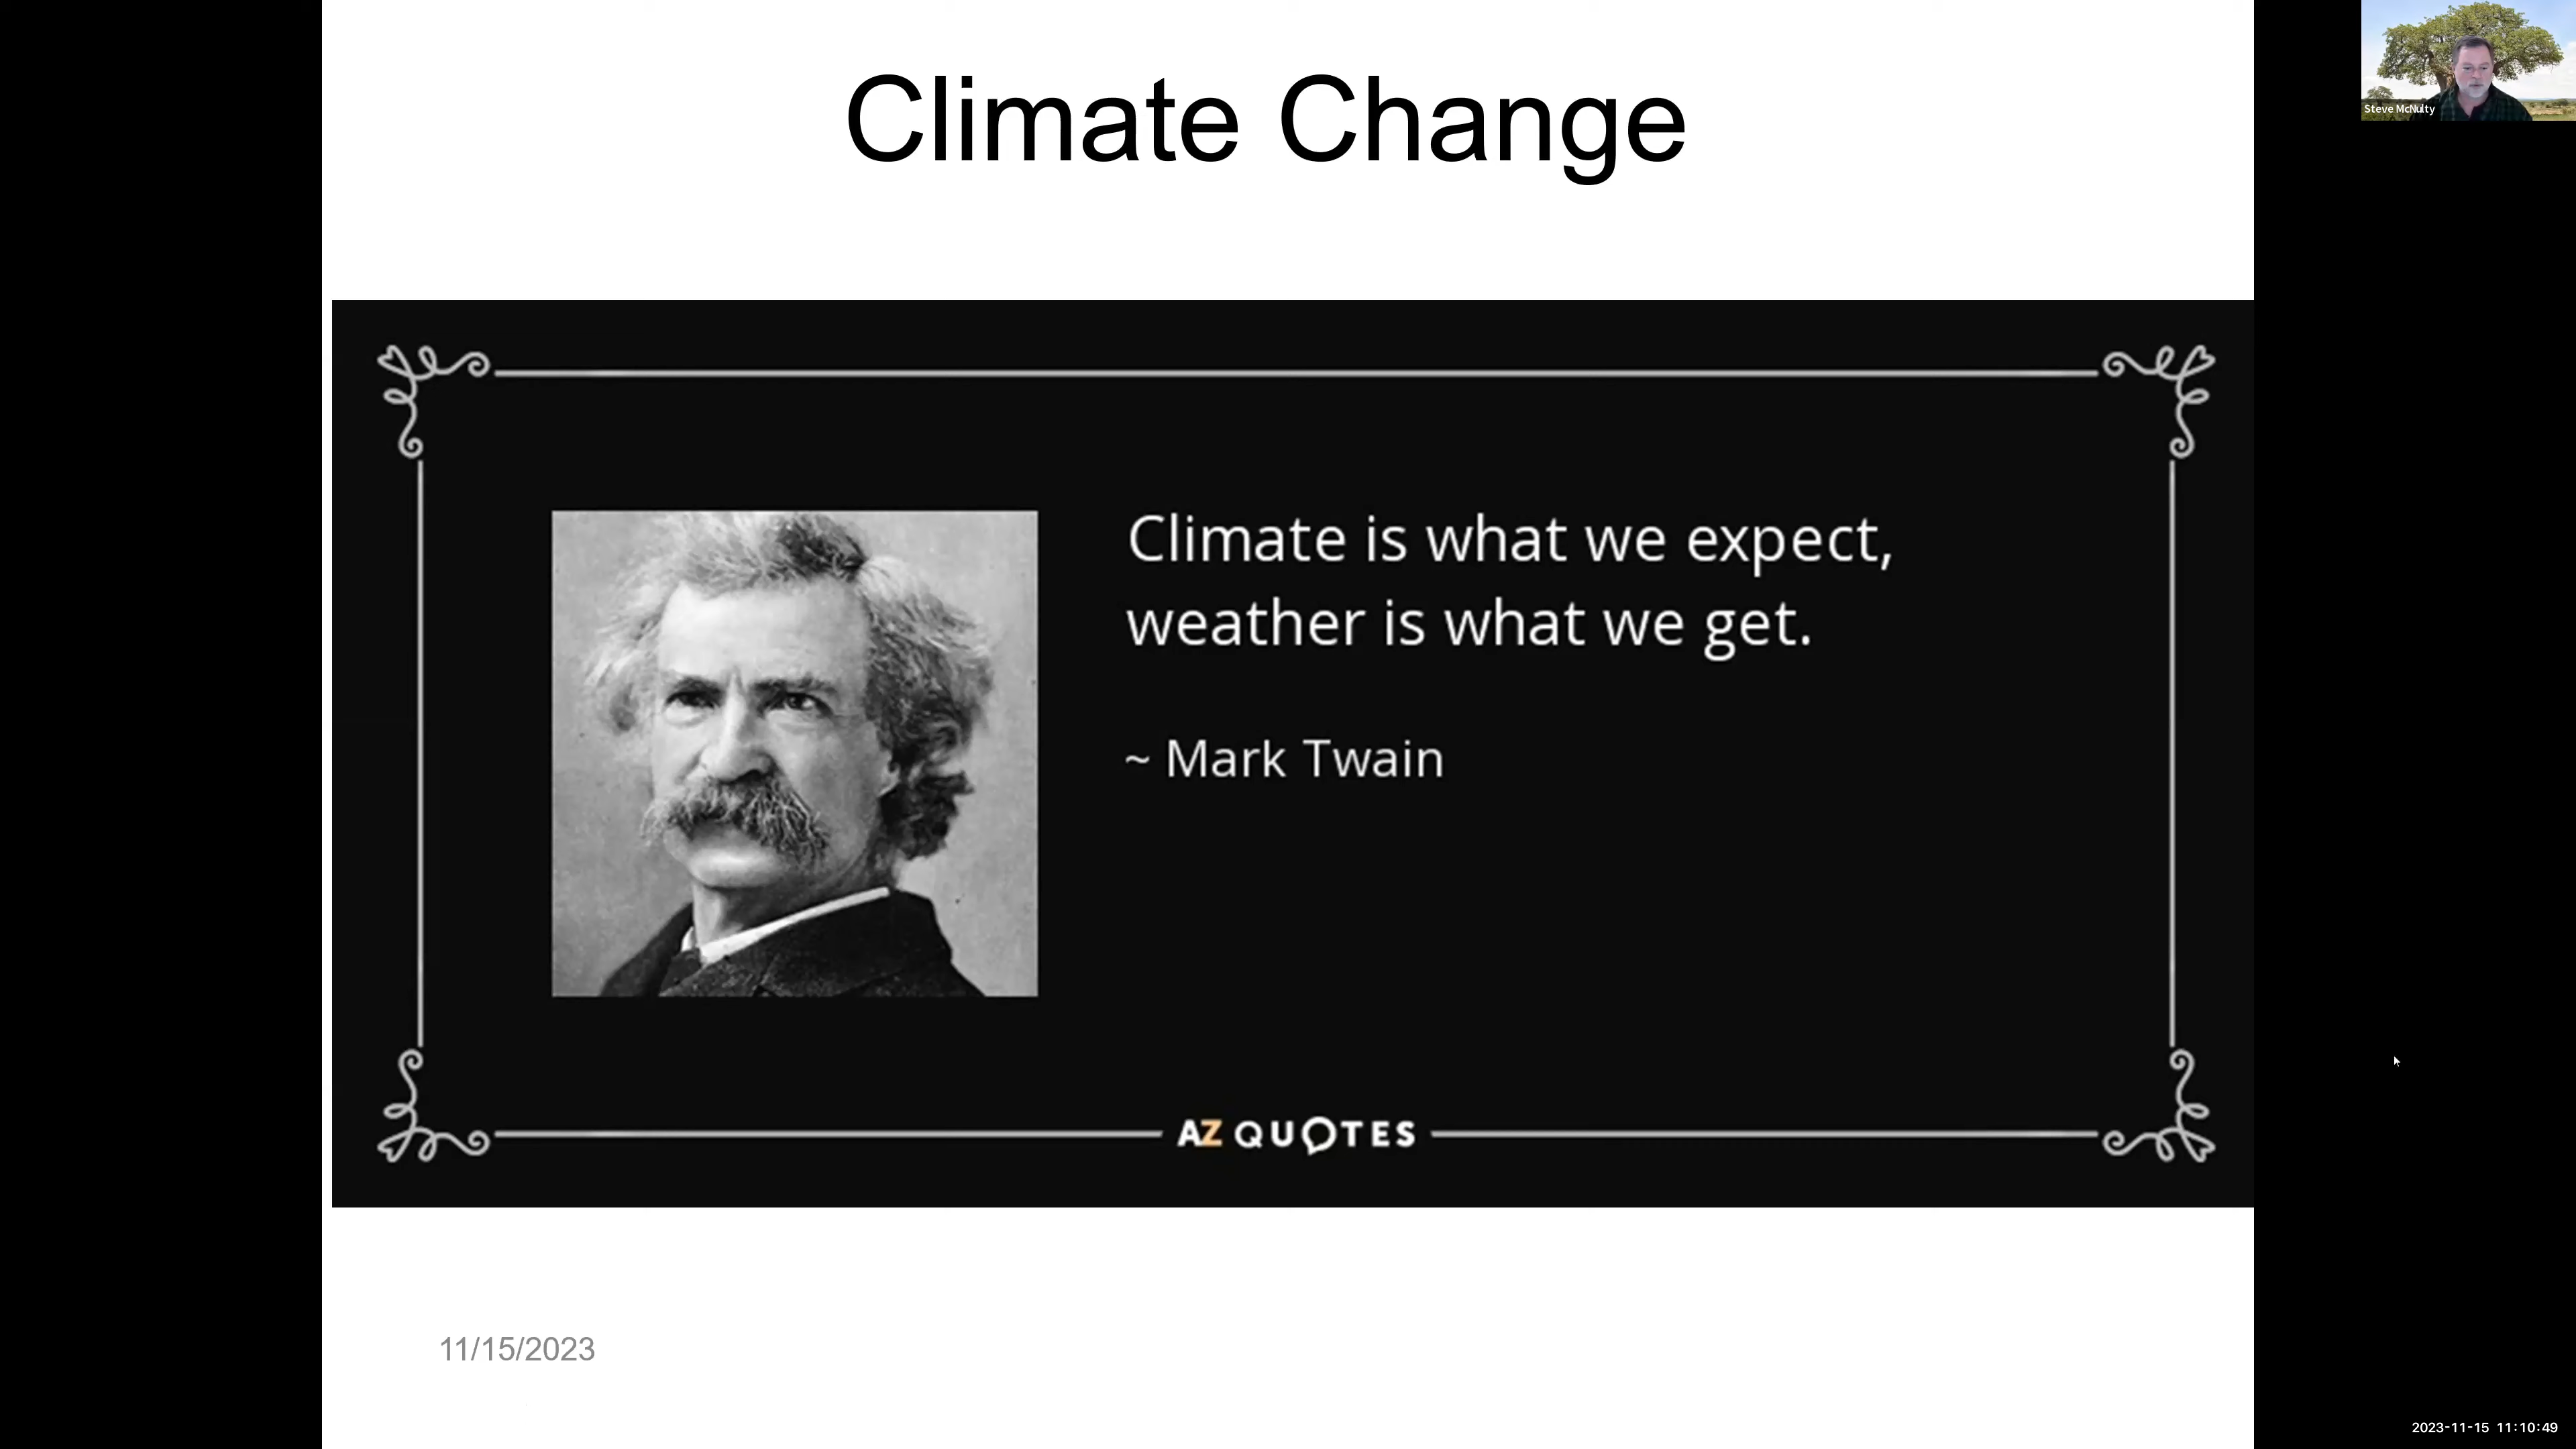 Climate Change
Steve McNulty
Climate is what we expect,
weather is what we get.
~ Mark Twain
AZ QUOTES
11/15/2023
2023-11-15 11:10:49